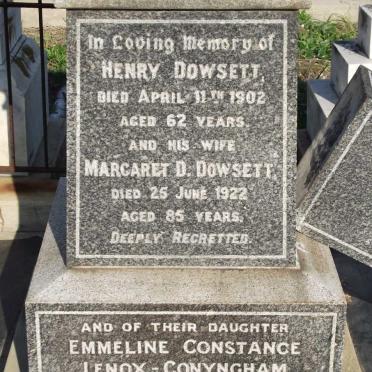 In Loving Memory of
HENRY DOWSETT,
DIED APRIL 11TH 1902
AGED 62 YEARS.
AND HIS WIFE
MARGARET D. DOWSETT,
DIED 25 JUNE 1922
AGED 85 YEARS.
DEEPLY REGRETTED.
AND OF THEIR DAUGHTER
EMMELINE CONSTANCE
LENOX-CONYNGHAM